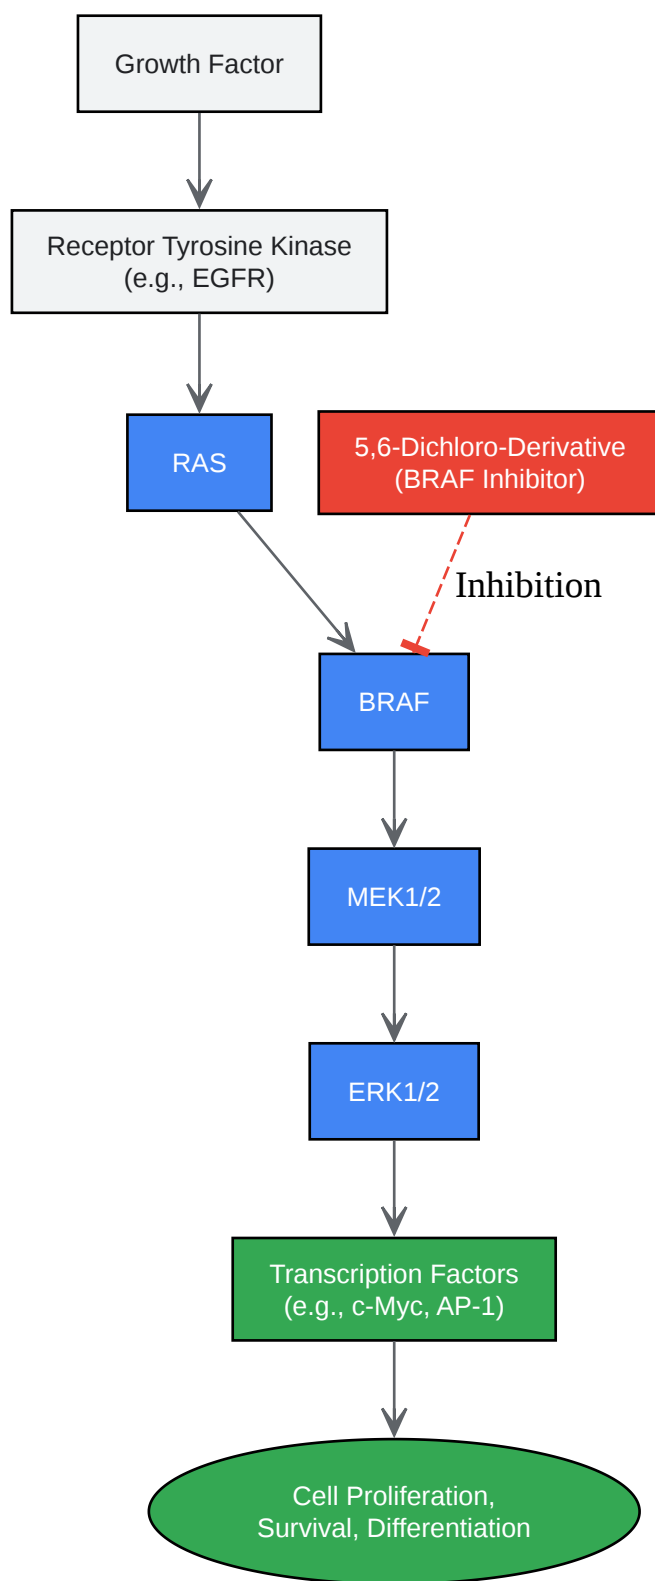 Growth Factor
Receptor Tyrosine Kinase
(e.g., EGFR)
RAS
5,6-Dichloro-Derivative
(BRAF Inhibitor)
Inhibition
BRAF
MEK1/2
ERK1/2
Transcription Factors
(e.g., c-Myc, AP-1)
Cell Proliferation,
Survival, Differentiation